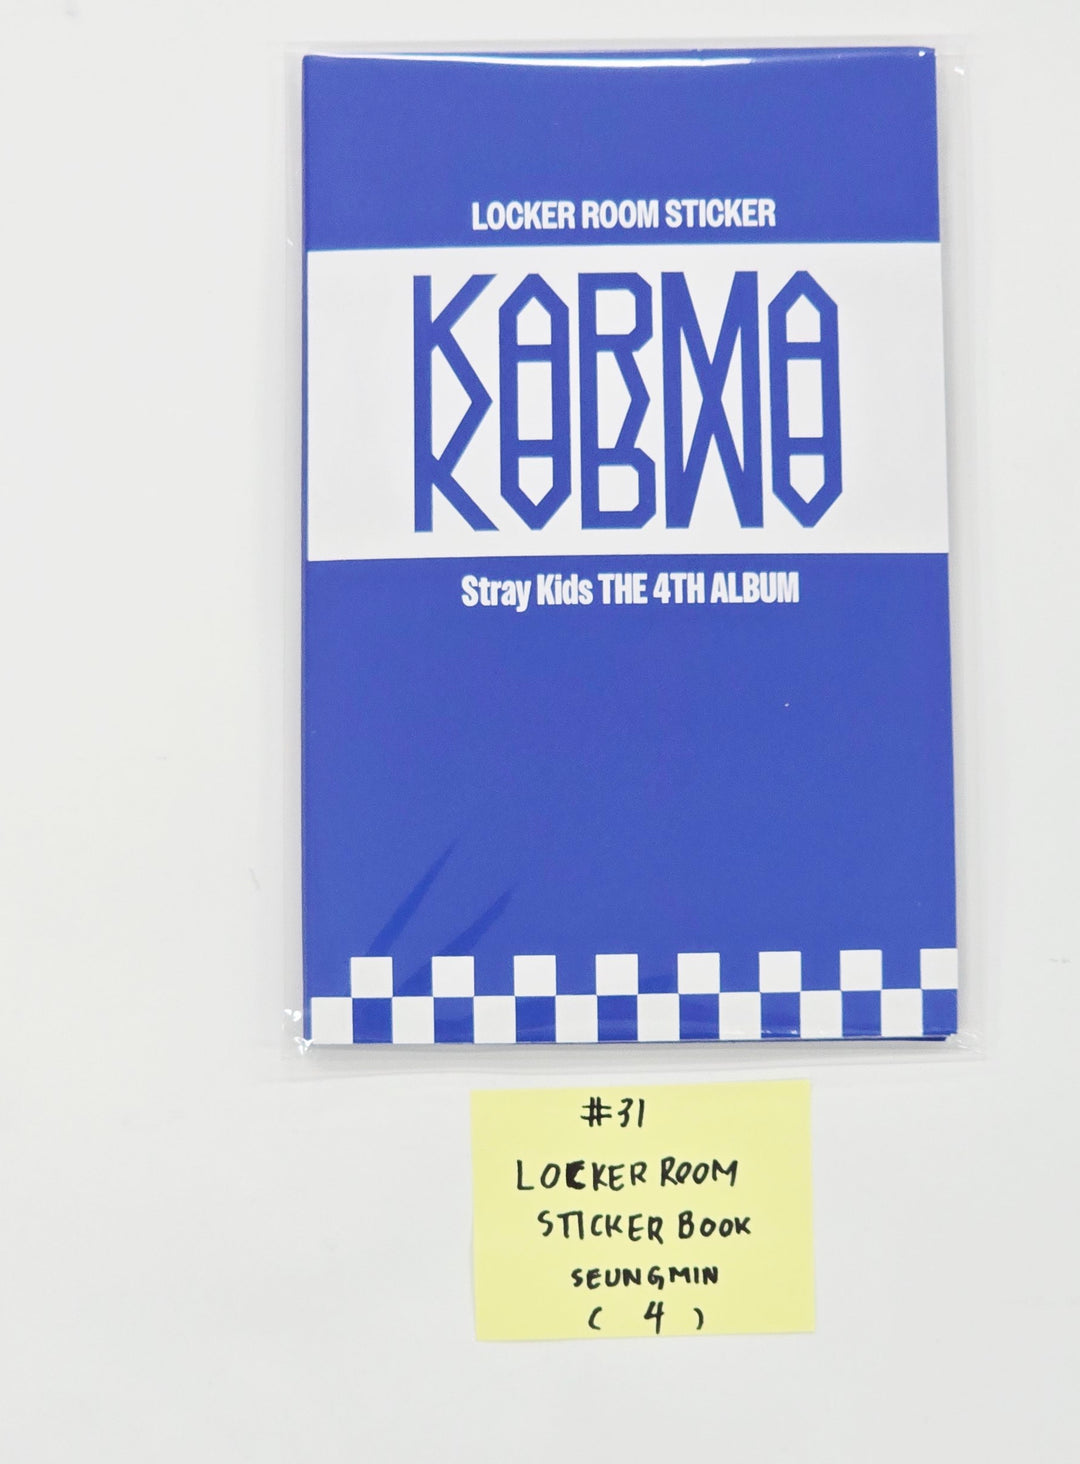 LOCKER ROOM STICKER
KARMA
Stray Kids THE 4TH ALBUM
#31
LOCKER ROOM
STICKER BOOK
SEUNGMIN
( 4 )